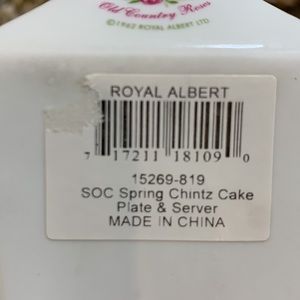 Old Country Roses
©1962 ROYAL ALBERT LTD
ROYAL ALBERT
7 17211 18109 0
15269-819
SOC Spring Chintz Cake
Plate & Server
MADE IN CHINA